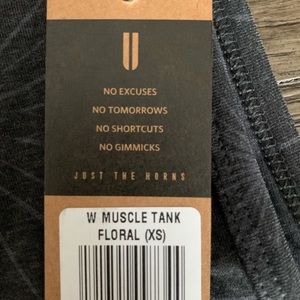 NO EXCUSES
NO TOMORROWS
NO SHORTCUTS
NO GIMMICKS
JUST THE HORNS
W MUSCLE TANK
FLORAL (XS)